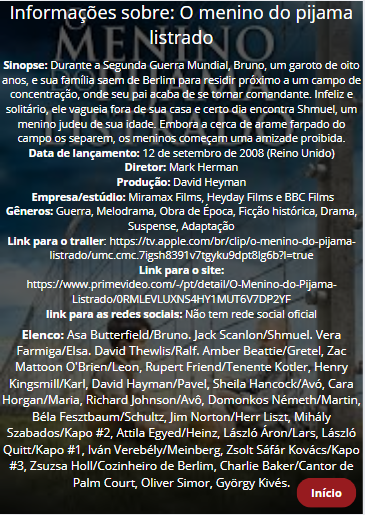 Informações sobre: O menino do pijama
listrado
MENINO
Sinopse: Durante a Segunda Guerra Mundial, Bruno, um garoto de oito
anos, e sua família saem de Berlim para residir próximo a um campo de
concentração, onde seu pai acaba de se tornar comandante. Infeliz e
solitário, ele vagueia fora de sua casa e certo dia encontra Shmuel, um
menino judeu de sua idade. Embora a cerca de arame farpado do
campo os separem, os meninos começam uma amizade proibida.
Data de lançamento: 12 de setembro de 2008 (Reino Unido)
Diretor: Mark Herman
Produção: David Heyman
Empresa/estúdio: Miramax Films, Heyday Films e BBC Films
Gêneros: Guerra, Melodrama, Obra de Época, Ficção histórica, Drama,
Suspense, Adaptação
Link para o trailer: https://tv.apple.com/br/clip/o-menino-do-pijama-
listrado/umc.cmc.7igsh8391v7tgyku9dpt8lg6b?l=true
Link para o site:
https://www.primevideo.com/-/pt/detail/O-Menino-do-Pijama-
Listrado/0RMLEVLUXNS4HY1MUT6V7DP2YF
link para as redes sociais: Não tem rede social oficial
Elenco: Asa Butterfield/Bruno. Jack Scanlon/Shmuel. Vera
Farmiga/Elsa. David Thewlis/Ralf. Amber Beattie/Gretel, Zac
Mattoon O'Brien/Leon, Rupert Friend/Tenente Kotler, Henry
Kingsmill/Karl, David Hayman/Pavel, Sheila Hancock/Avó, Cara
Horgan/Maria, Richard Johnson/Avô, Domonkos Németh/Martin,
Béla Fesztbaum/Schultz, Jim Norton/Herr Liszt, Mihály
Szabados/Kapo #2, Attila Egyed/Heinz, László Áron/Lars, László
Quitt/Kapo #1, Iván Verebély/Meinberg, Zsolt Sáfár Kovács/Kapo
#3, Zsuzsa Holl/Cozinheiro de Berlim, Charlie Baker/Cantor de
Palm Court, Oliver Simor, György Kivés.
Início